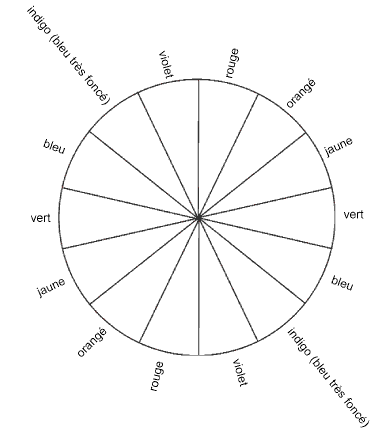 rouge
orangé
jaune
vert
bleu
indigo (bleu très foncé)
violet
rouge
orangé
jaune
vert
bleu
indigo (bleu très foncé)
violet